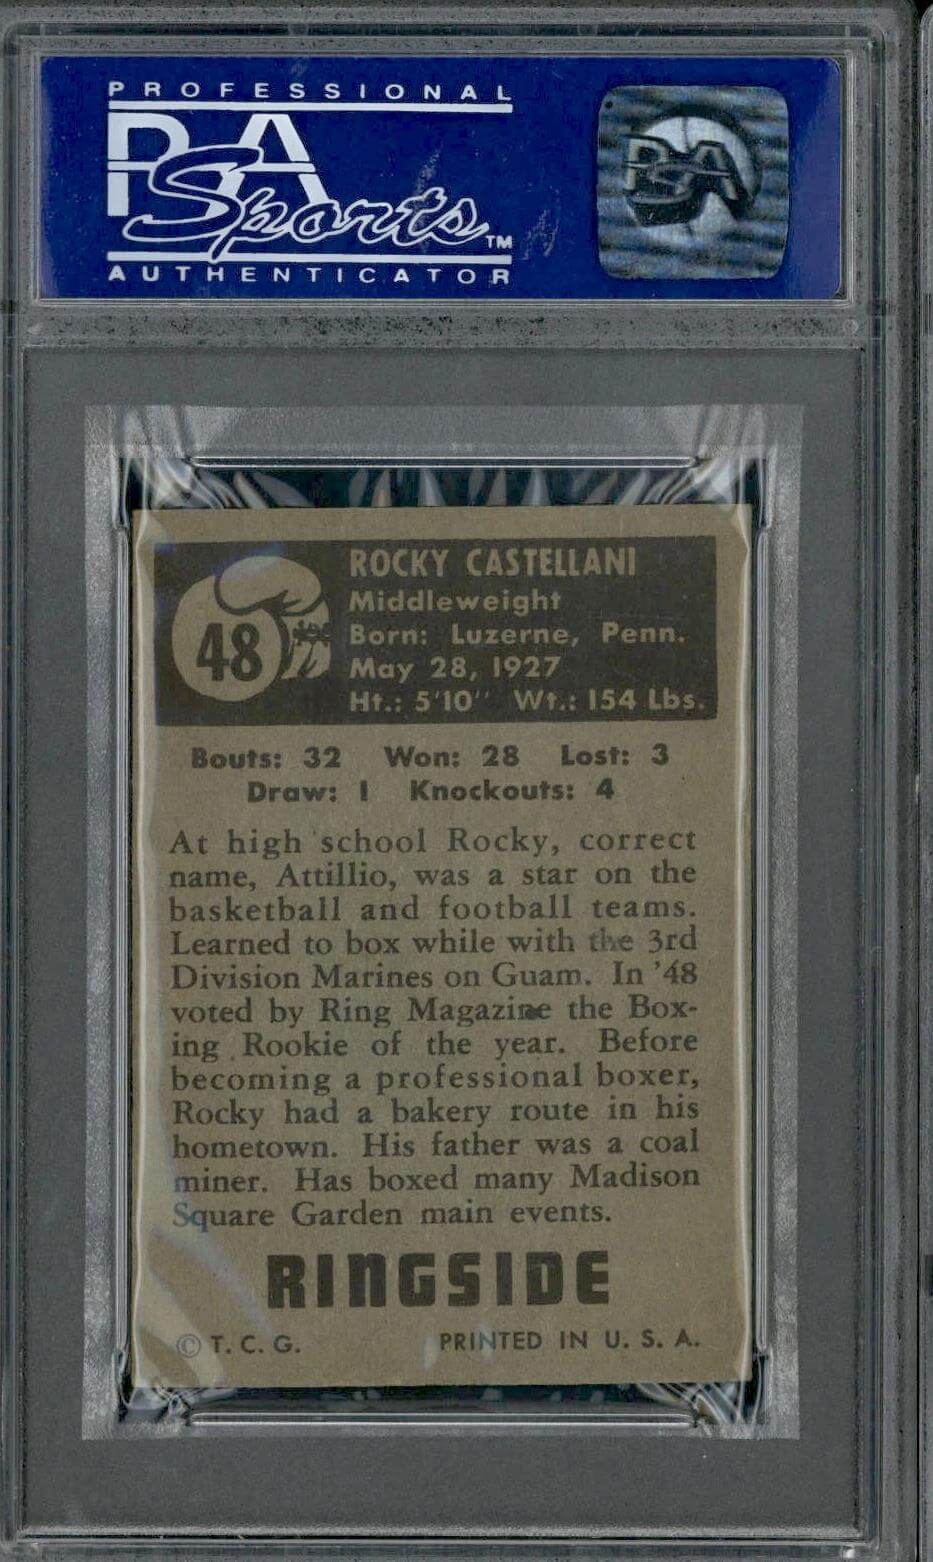 PROFESSIONAL
PSA
Sports™
AUTHENTICATOR
PSA
48
ROCKY CASTELLANI
Middleweight
Born: Luzerne, Penn.
May 28, 1927
Ht.: 5'10'' Wt.: 154 Lbs.
Bouts: 32 Won: 28 Lost: 3
Draw: 1 Knockouts: 4
At high school Rocky, correct
name, Attillio, was a star on the
basketball and football teams.
Learned to box while with the 3rd
Division Marines on Guam. In '48
voted by Ring Magazine the Box-
ing Rookie of the year. Before
becoming a professional boxer,
Rocky had a bakery route in his
hometown. His father was a coal
miner. Has boxed many Madison
Square Garden main events.
RINGSIDE
© T. C. G. PRINTED IN U. S. A.